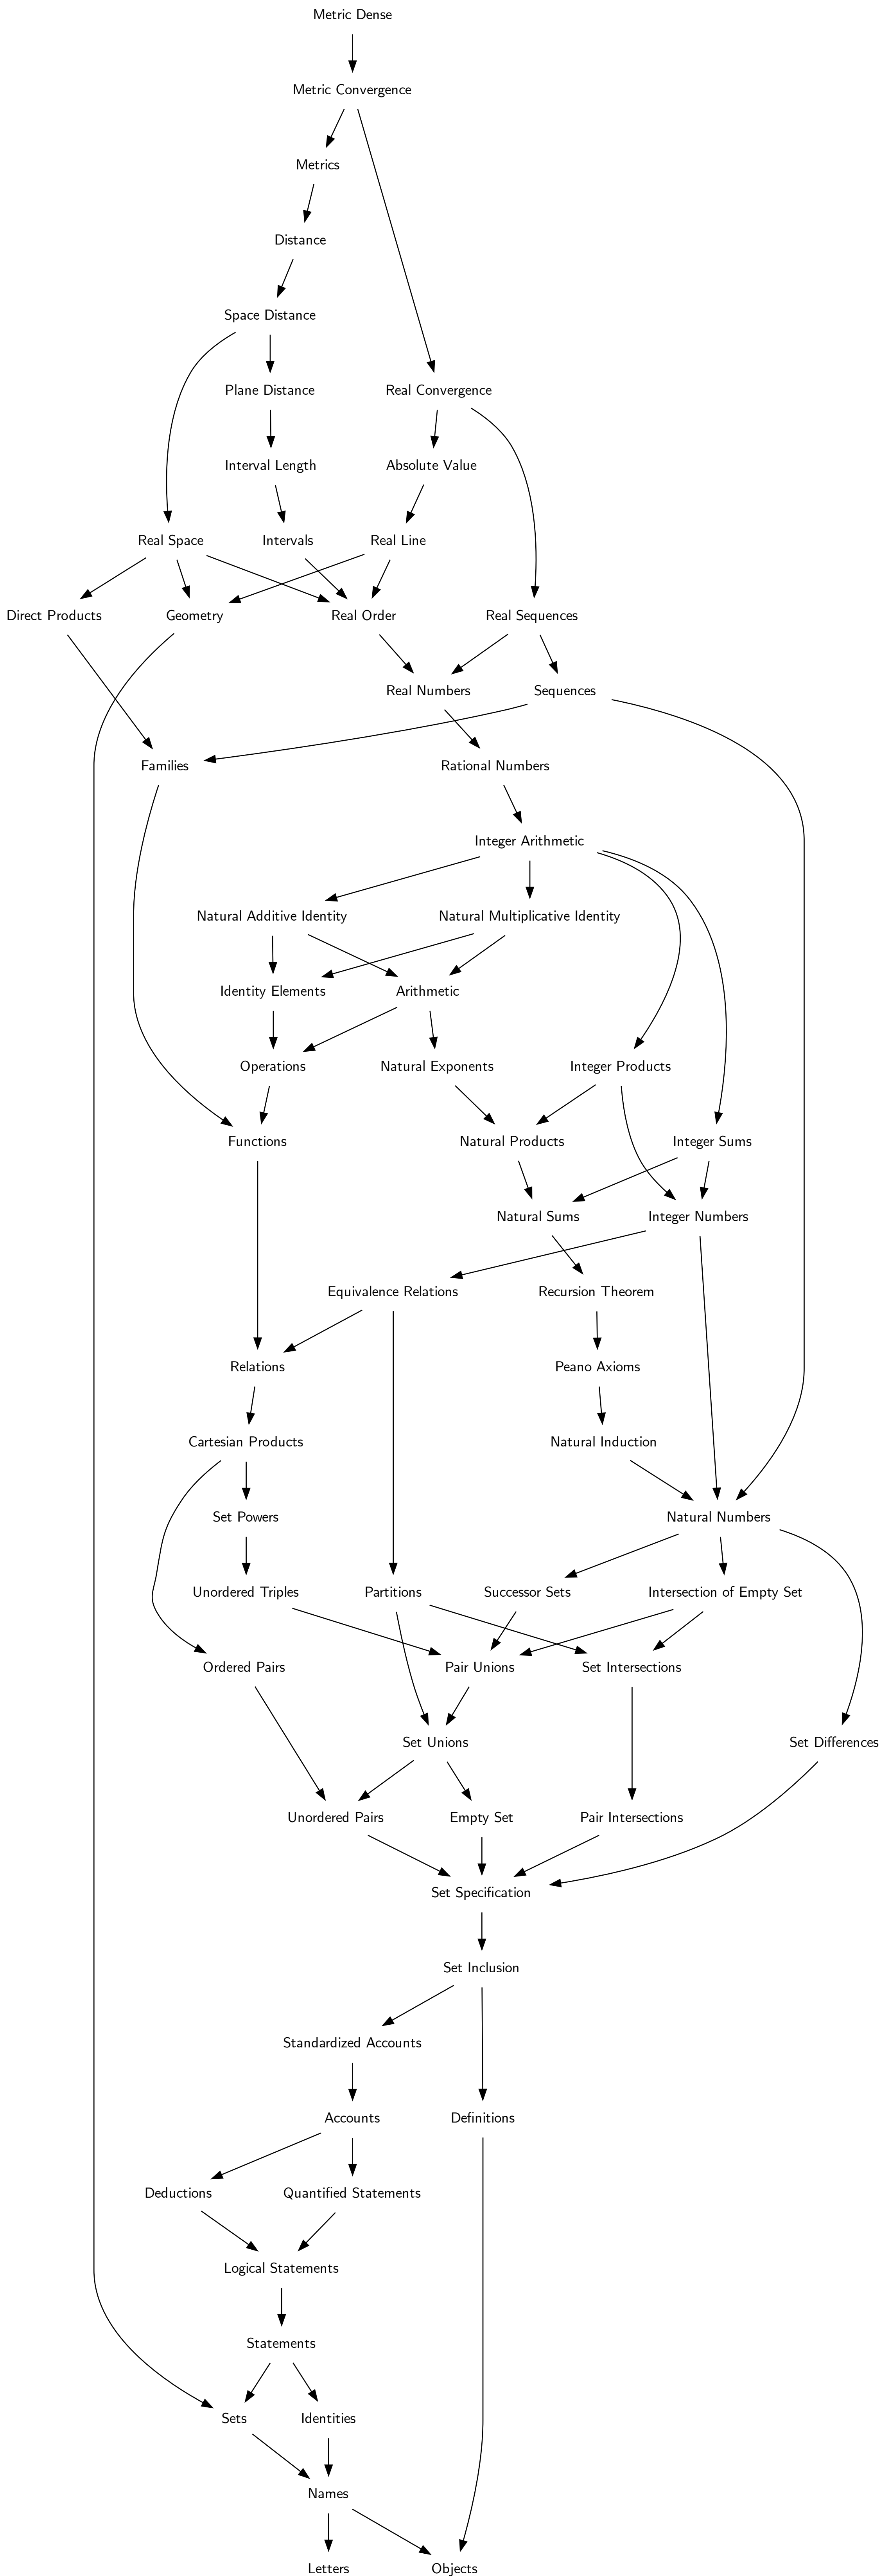 Metric Dense
Metric Convergence
Metrics
Distance
Space Distance
Plane Distance
Real Convergence
Interval Length
Absolute Value
Real Space
Intervals
Real Line
Direct Products
Geometry
Real Order
Real Sequences
Real Numbers
Sequences
Families
Rational Numbers
Integer Arithmetic
Natural Additive Identity
Natural Multiplicative Identity
Identity Elements
Arithmetic
Operations
Natural Exponents
Integer Products
Functions
Natural Products
Integer Sums
Natural Sums
Integer Numbers
Equivalence Relations
Recursion Theorem
Relations
Peano Axioms
Cartesian Products
Natural Induction
Set Powers
Natural Numbers
Unordered Triples
Partitions
Successor Sets
Intersection of Empty Set
Ordered Pairs
Pair Unions
Set Intersections
Set Unions
Set Differences
Unordered Pairs
Empty Set
Pair Intersections
Set Specification
Set Inclusion
Standardized Accounts
Accounts
Definitions
Deductions
Quantified Statements
Logical Statements
Statements
Sets
Identities
Names
Letters
Objects